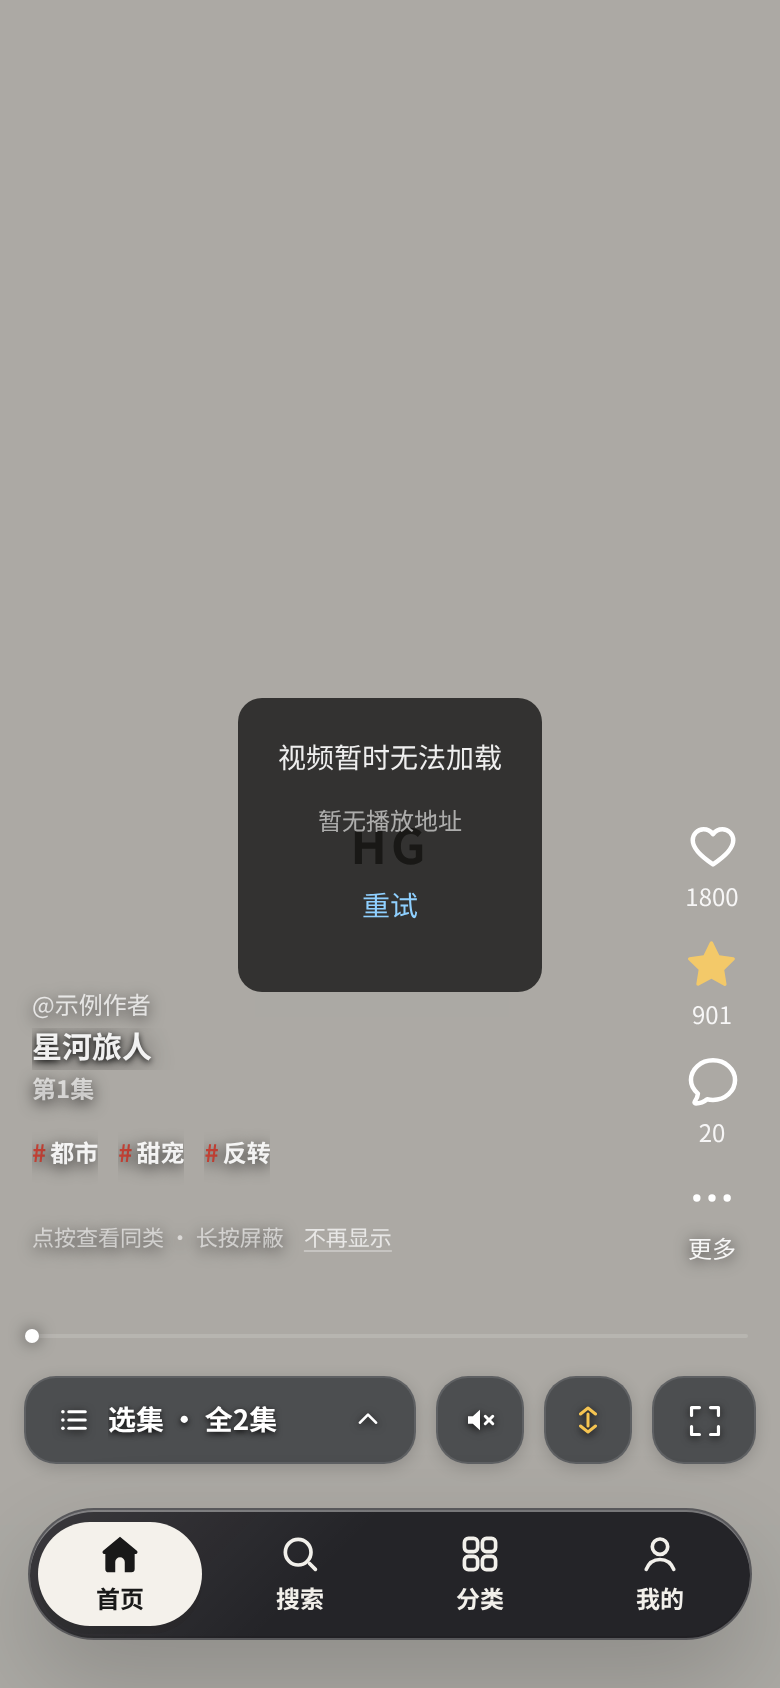 视频暂时无法加载
暂无播放地址
HG
重试
1800
901
20
更多
@示例作者
星河旅人
第1集
#都市 #甜宠 #反转
点按查看同类 · 长按屏蔽 不再显示
选集 · 全2集
首页 搜索 分类 我的